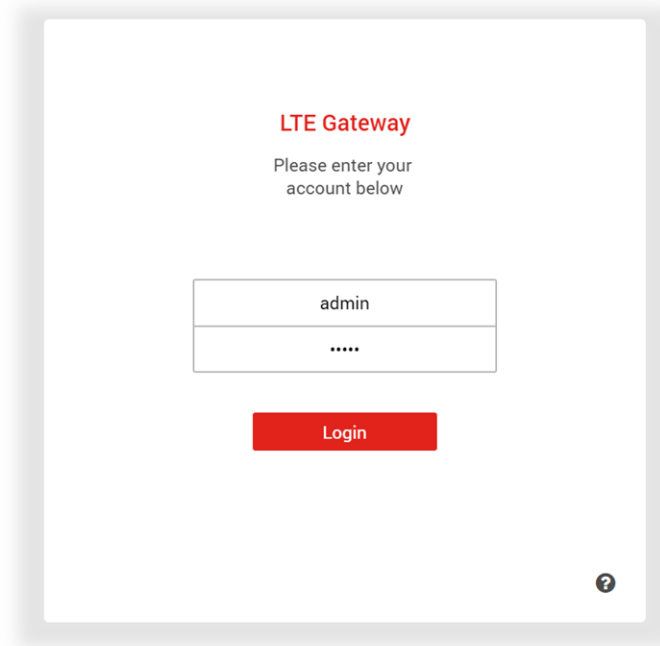 LTE Gateway
Please enter your
account below
admin
•••••
Login
?